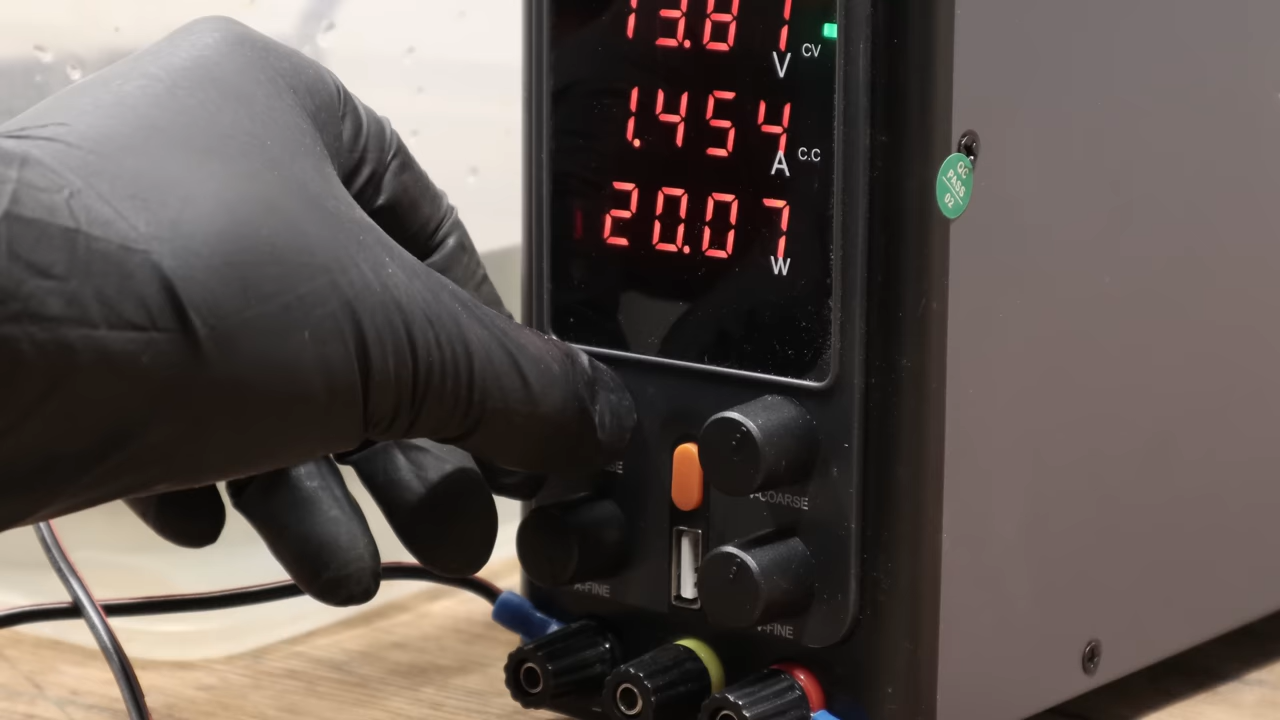 13.81
V
CV
1.454
A
C.C
20.07
W
QC
PASS
02
V-COARSE
A-FINE
V-FINE